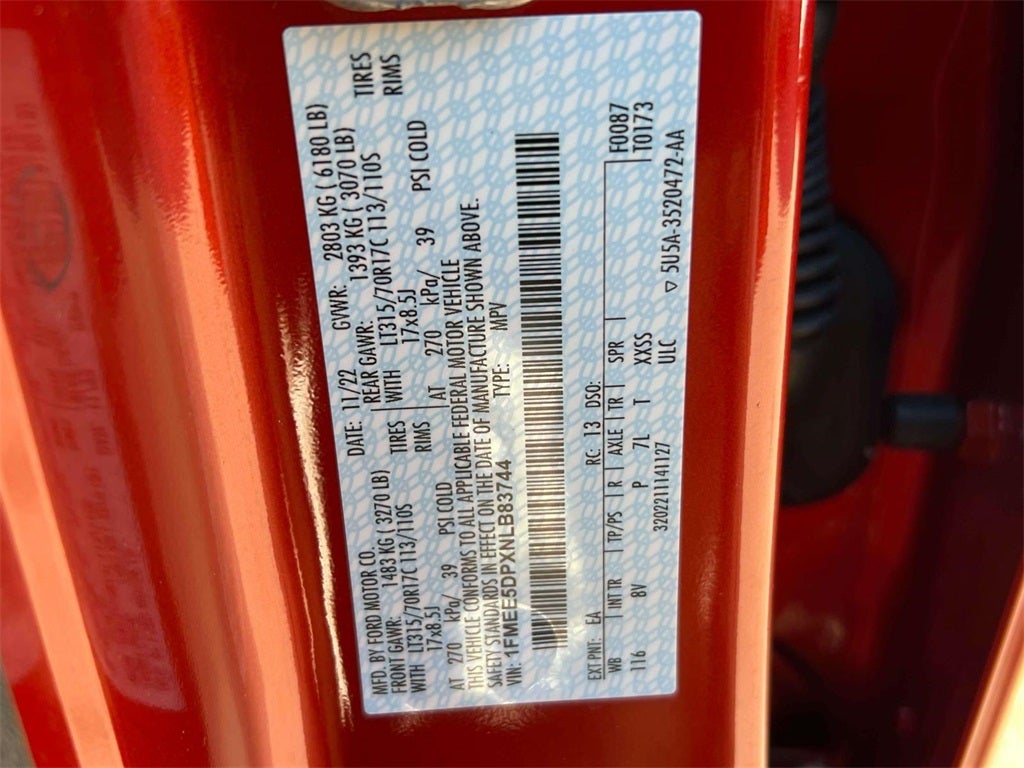 MFD. BY FORD MOTOR CO. DATE: 11/22 GVWR: 2803 KG ( 6180 LB)
FRONT GAWR: 1483 KG ( 3270 LB) REAR GAWR: 1393 KG ( 3070 LB)
WITH LT315/70R17C 113/110S TIRES WITH LT315/70R17C 113/110S TIRES
17x8.5J RIMS 17x8.5J RIMS
AT 270 kPa/ 39 PSI COLD AT 270 kPa/ 39 PSI COLD
THIS VEHICLE CONFORMS TO ALL APPLICABLE FEDERAL MOTOR VEHICLE
SAFETY STANDARDS IN EFFECT ON THE DATE OF MANUFACTURE SHOWN ABOVE.
VIN: 1FMEE5DPXNLB83744 TYPE: MPV
EXT PNT: EA RC: 13 DSO: F0087
WB INT TR TP/PS R AXLE TR SPR T0173
116 8V P 7L T XXSS
ULC
320221141127 ▽ 5U5A-3520472-AA